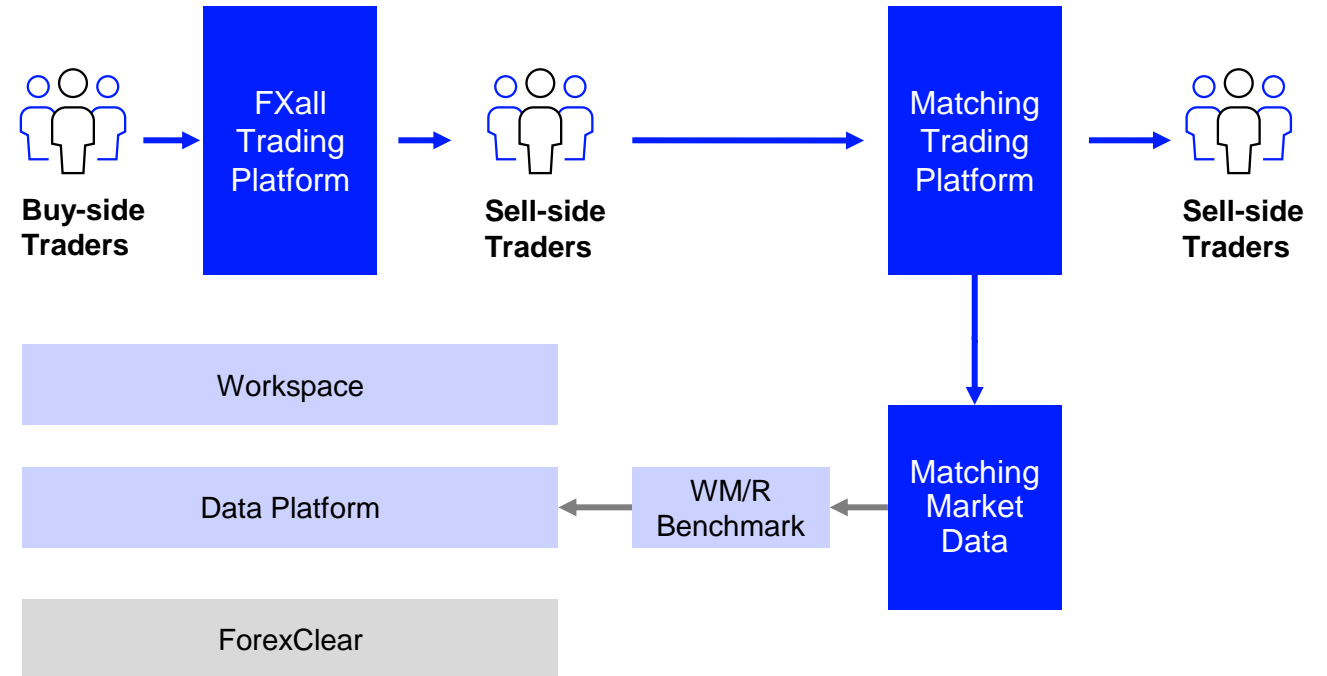 FXall
Trading
Platform
Matching
Trading
Platform
Buy-side
Traders
Sell-side
Traders
Sell-side
Traders
Workspace
Data Platform
WM/R
Benchmark
Matching
Market
Data
ForexClear